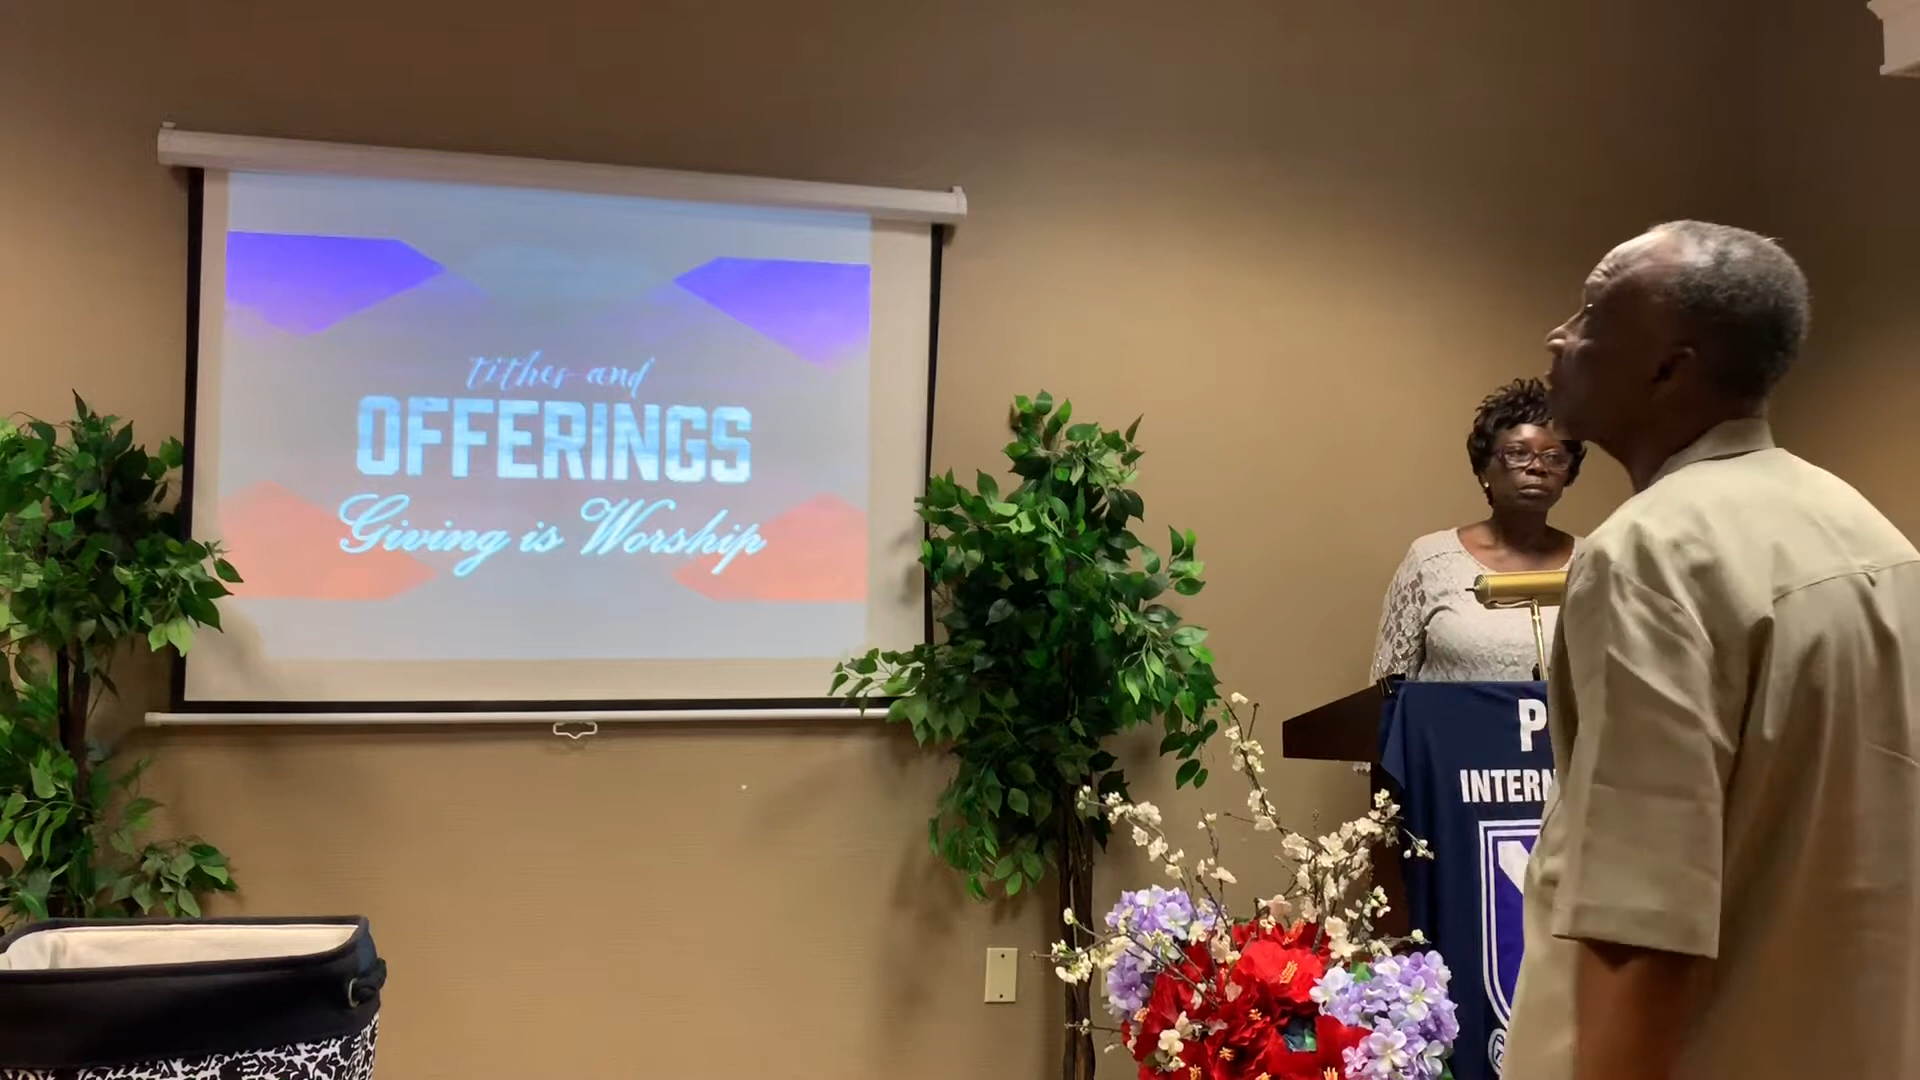 tithes and
OFFERINGS
Giving is Worship
P
INTERN